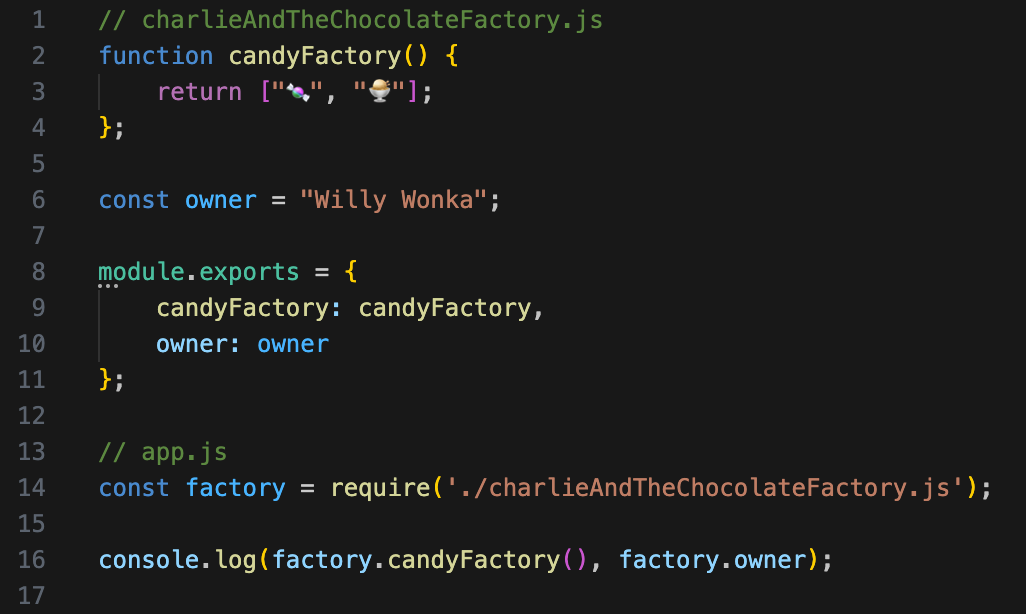 1 // charlieAndTheChocolateFactory.js
2 function candyFactory() {
3     return ["🍬", "🍨"];
4 };
5
6 const owner = "Willy Wonka";
7
8 module.exports = {
9     candyFactory: candyFactory,
10     owner: owner
11 };
12
13 // app.js
14 const factory = require('./charlieAndTheChocolateFactory.js');
15
16 console.log(factory.candyFactory(), factory.owner);
17